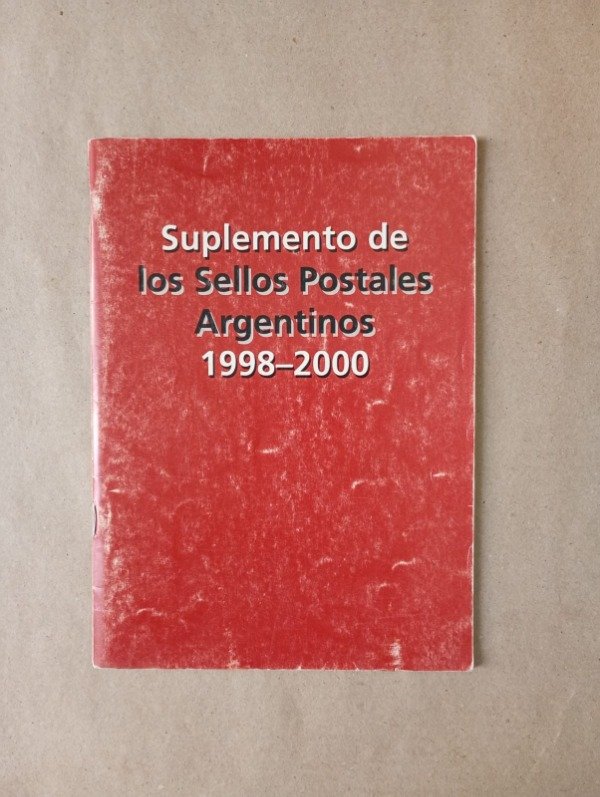 Suplemento de
los Sellos Postales
Argentinos
1998–2000